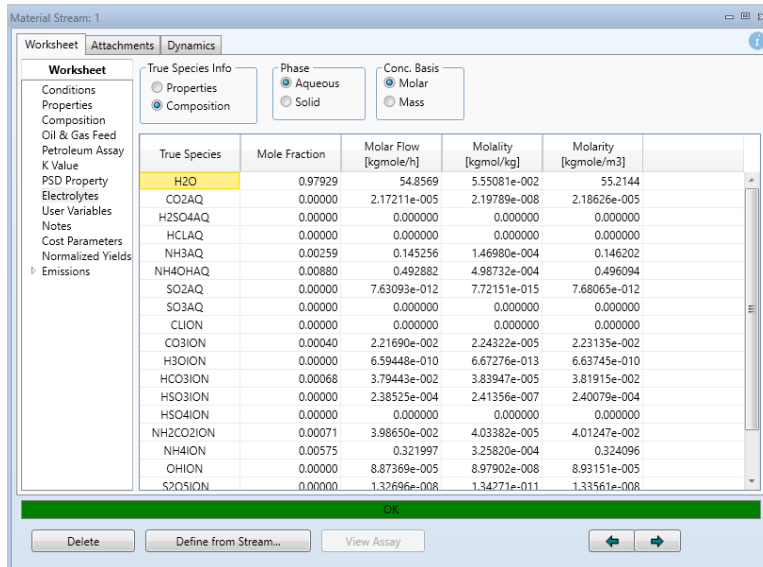 Material Stream: 1
Worksheet Attachments Dynamics
Worksheet
Conditions
Properties
Composition
Oil & Gas Feed
Petroleum Assay
K Value
PSD Property
Electrolytes
User Variables
Notes
Cost Parameters
Normalized Yields
Emissions
True Species Info
Properties
Composition
Phase
Aqueous
Solid
Conc. Basis
Molar
Mass
True Species Mole Fraction Molar Flow [kgmole/h] Molality [kgmol/kg] Molarity [kgmole/m3]
H2O 0.97929 54.8569 5.55081e-002 55.2144
CO2AQ 0.00000 2.17211e-005 2.19789e-008 2.18626e-005
H2SO4AQ 0.00000 0.000000 0.000000 0.000000
HCLAQ 0.00000 0.000000 0.000000 0.000000
NH3AQ 0.00259 0.145256 1.46980e-004 0.146202
NH4OHAQ 0.00880 0.492882 4.98732e-004 0.496094
SO2AQ 0.00000 7.63093e-012 7.72151e-015 7.68065e-012
SO3AQ 0.00000 0.000000 0.000000 0.000000
CLION 0.00000 0.000000 0.000000 0.000000
CO3ION 0.00040 2.21690e-002 2.24322e-005 2.23135e-002
H3OION 0.00000 6.59448e-010 6.67276e-013 6.63745e-010
HCO3ION 0.00068 3.79443e-002 3.83947e-005 3.81915e-002
HSO3ION 0.00000 2.38525e-004 2.41356e-007 2.40079e-004
HSO4ION 0.00000 0.000000 0.000000 0.000000
NH2CO2ION 0.00071 3.98650e-002 4.03382e-005 4.01247e-002
NH4ION 0.00575 0.321997 3.25820e-004 0.324096
OHION 0.00000 8.87369e-005 8.97902e-008 8.93151e-005
S2O5ION 0.00000 1.32696e-008 1.34271e-011 1.33561e-008
OK
Delete Define from Stream... View Assay